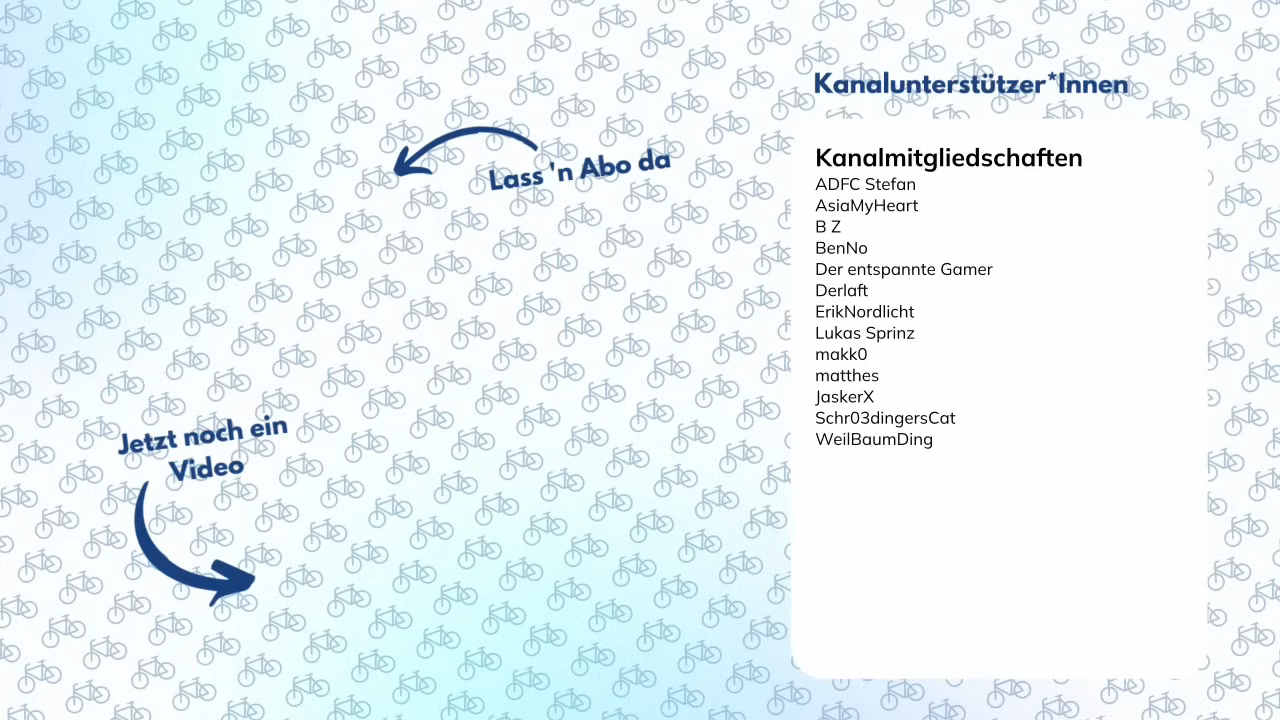 Kanalunterstützer*Innen
Lass 'n Abo da
Kanalmitgliedschaften
ADFC Stefan
AsiaMyHeart
B Z
BenNo
Der entspannte Gamer
Derlaft
ErikNordlicht
Lukas Sprinz
makk0
matthes
JaskerX
Schr03dingersCat
WeilBaumDing
Jetzt noch ein
Video